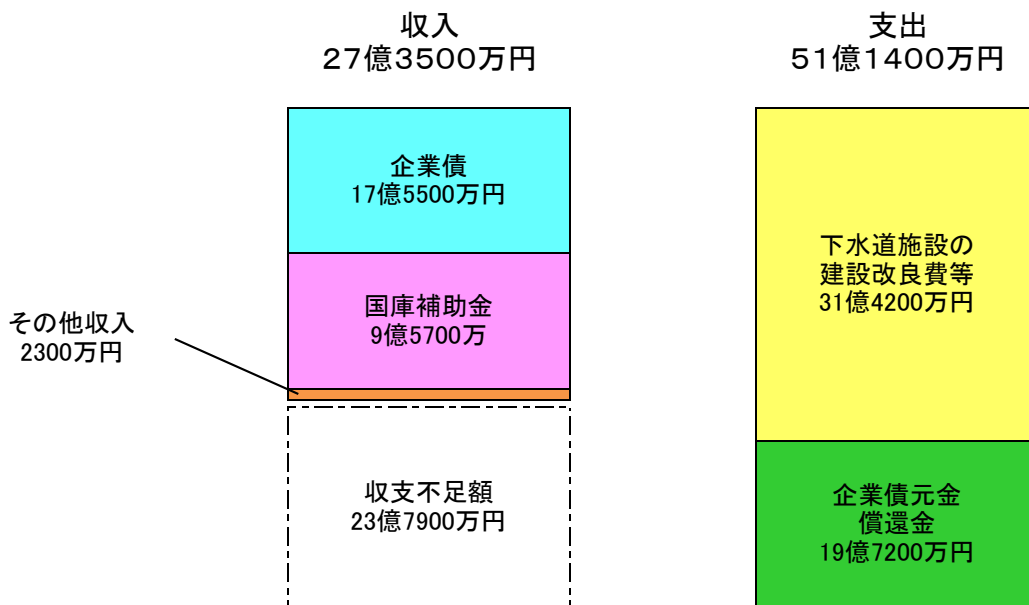 収入
２７億３５００万円
支出
５１億１４００万円
企業債
17億5500万円
国庫補助金
9億5700万
その他収入
2300万円
収支不足額
23億7900万円
下水道施設の
建設改良費等
31億4200万円
企業債元金
償還金
19億7200万円